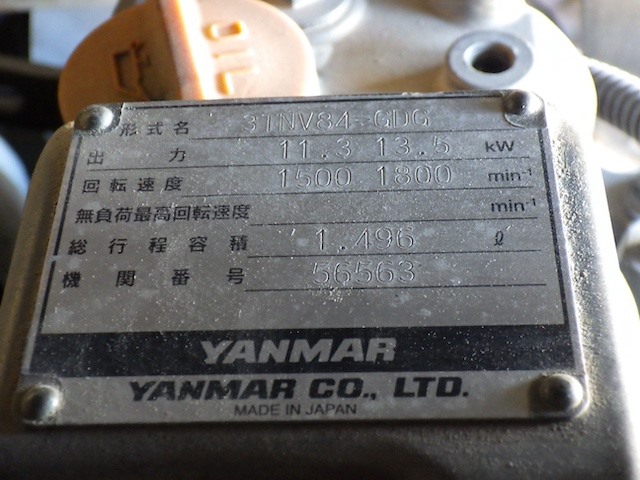 OIL
形式名 3TNV84-GDG
出力 11.3 13.5 kW
回転速度 1500 1800 min-1
無負荷最高回転速度 min-1
総行程容積 1.496 ℓ
機関番号 56563
YANMAR
YANMAR CO., LTD.
MADE IN JAPAN